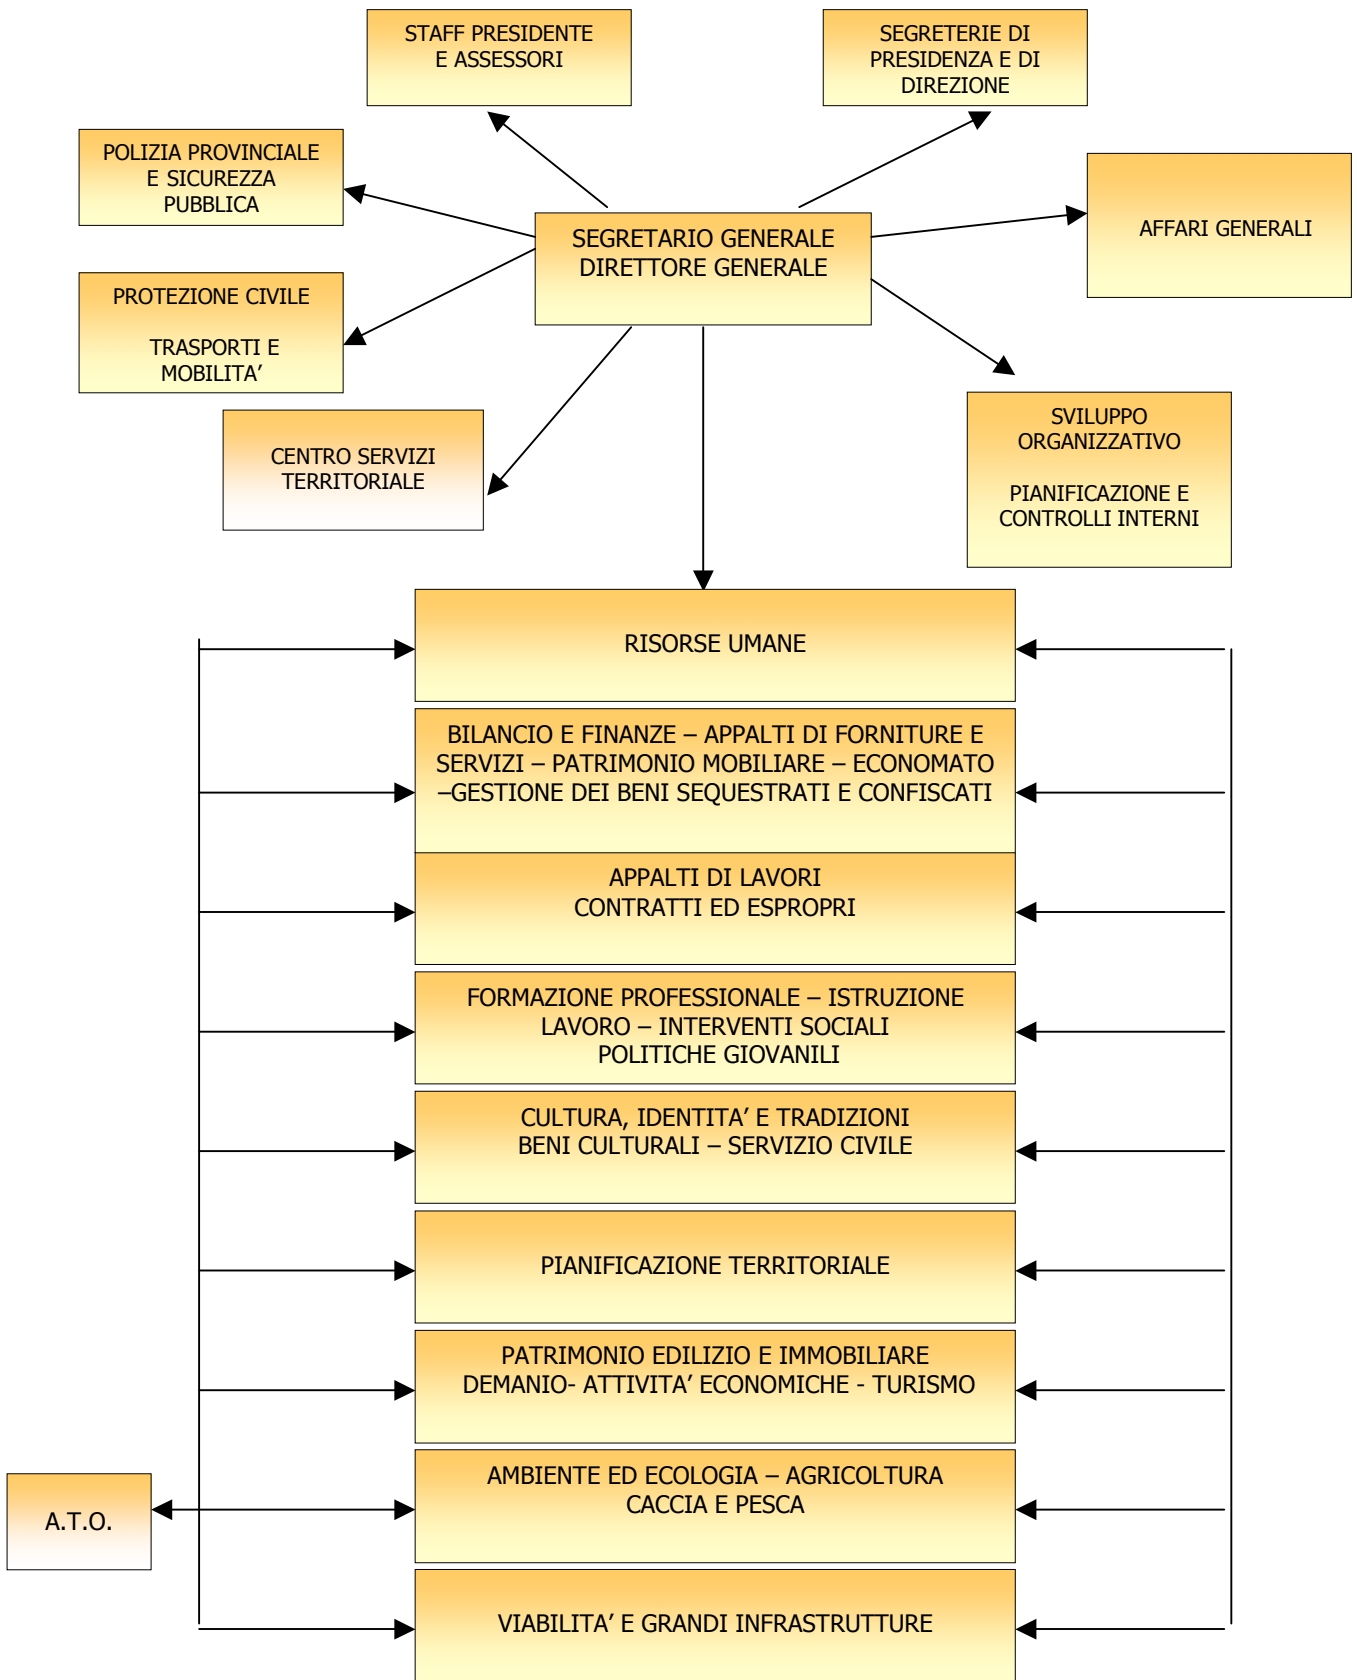 STAFF PRESIDENTE
E ASSESSORI
SEGRETERIE DI
PRESIDENZA E DI
DIREZIONE
POLIZIA PROVINCIALE
E SICUREZZA
PUBBLICA
AFFARI GENERALI
SEGRETARIO GENERALE
DIRETTORE GENERALE
PROTEZIONE CIVILE
TRASPORTI E
MOBILITA’
CENTRO SERVIZI
TERRITORIALE
SVILUPPO
ORGANIZZATIVO
PIANIFICAZIONE E
CONTROLLI INTERNI
RISORSE UMANE
BILANCIO E FINANZE – APPALTI DI FORNITURE E
SERVIZI – PATRIMONIO MOBILIARE – ECONOMATO
–GESTIONE DEI BENI SEQUESTRATI E CONFISCATI
APPALTI DI LAVORI
CONTRATTI ED ESPROPRI
FORMAZIONE PROFESSIONALE – ISTRUZIONE
LAVORO – INTERVENTI SOCIALI
POLITICHE GIOVANILI
CULTURA, IDENTITA’ E TRADIZIONI
BENI CULTURALI – SERVIZIO CIVILE
PIANIFICAZIONE TERRITORIALE
PATRIMONIO EDILIZIO E IMMOBILIARE
DEMANIO- ATTIVITA’ ECONOMICHE - TURISMO
AMBIENTE ED ECOLOGIA – AGRICOLTURA
CACCIA E PESCA
A.T.O.
VIABILITA’ E GRANDI INFRASTRUTTURE